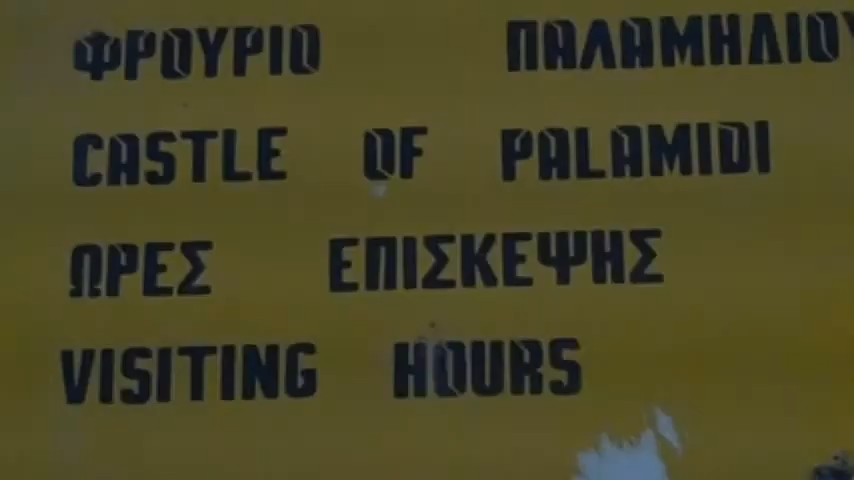 ΦΡΟΥΡΙΟ ΠΑΛΑΜΗΔΙΟΥ
CASTLE OF PALAMIDI
ΩΡΕΣ ΕΠΙΣΚΕΨΗΣ
VISITING HOURS